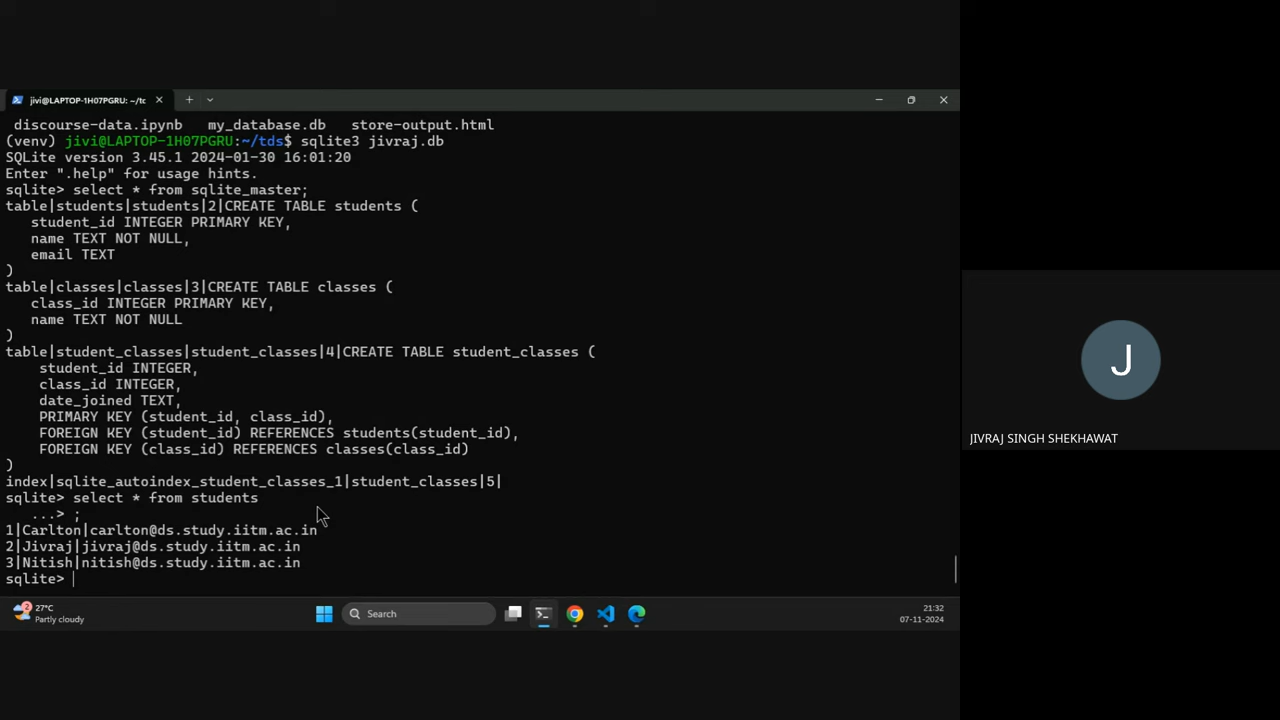 jivi@LAPTOP-1H07PGRU: ~/tc
discourse-data.ipynb   my_database.db   store-output.html
(venv) jivi@LAPTOP-1H07PGRU:~/tds$ sqlite3 jivraj.db
SQLite version 3.45.1 2024-01-30 16:01:20
Enter ".help" for usage hints.
sqlite> select * from sqlite_master;
table|students|students|2|CREATE TABLE students (
   student_id INTEGER PRIMARY KEY,
   name TEXT NOT NULL,
   email TEXT
)
table|classes|classes|3|CREATE TABLE classes (
   class_id INTEGER PRIMARY KEY,
   name TEXT NOT NULL
)
table|student_classes|student_classes|4|CREATE TABLE student_classes (
    student_id INTEGER,
    class_id INTEGER,
    date_joined TEXT,
    PRIMARY KEY (student_id, class_id),
    FOREIGN KEY (student_id) REFERENCES students(student_id),
    FOREIGN KEY (class_id) REFERENCES classes(class_id)
)
index|sqlite_autoindex_student_classes_1|student_classes|5|
sqlite> select * from students
   ...> ;
1|Carlton|carlton@ds.study.iitm.ac.in
2|Jivraj|jivraj@ds.study.iitm.ac.in
3|Nitish|nitish@ds.study.iitm.ac.in
sqlite>
2
27°C
Partly cloudy
Search
21:32
07-11-2024
J
JIVRAJ SINGH SHEKHAWAT